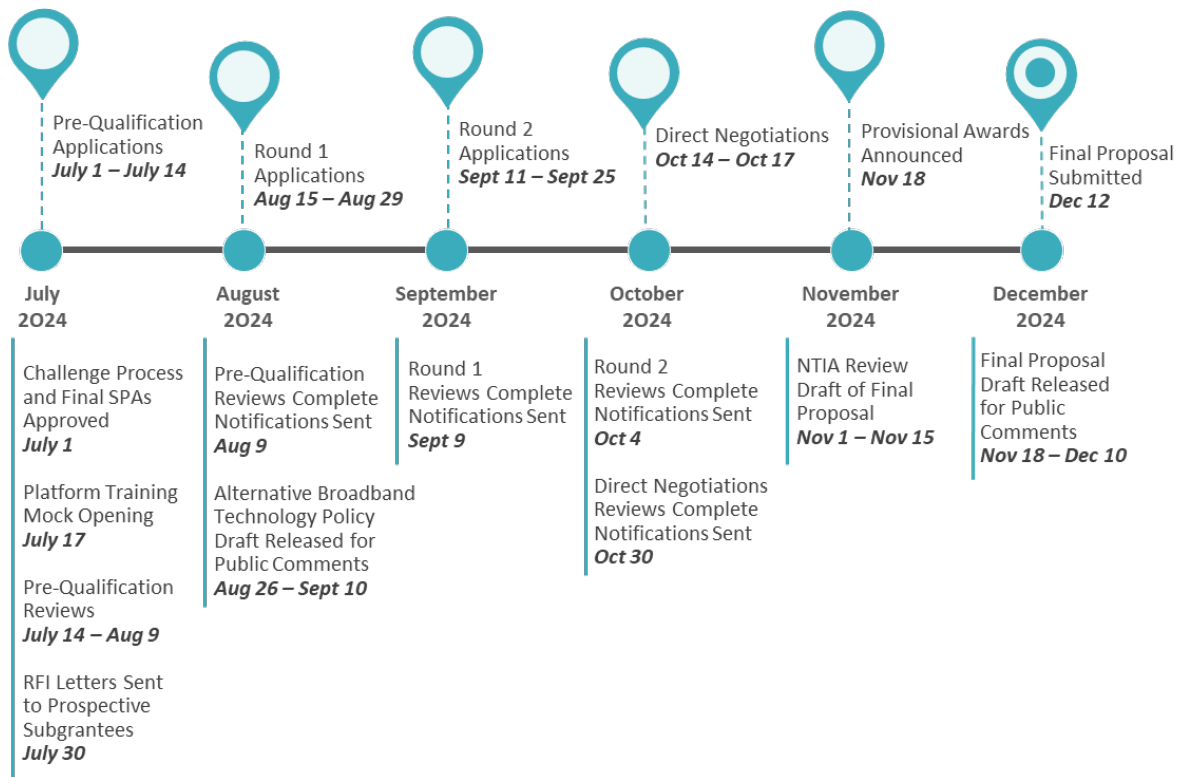 Pre-Qualification
Applications
July 1 – July 14
Round 1
Applications
Aug 15 – Aug 29
Round 2
Applications
Sept 11 – Sept 25
Direct Negotiations
Oct 14 – Oct 17
Provisional Awards
Announced
Nov 18
Final Proposal
Submitted
Dec 12
July
2024
August
2024
September
2024
October
2024
November
2024
December
2024
Challenge Process
and Final SPAs
Approved
July 1
Platform Training
Mock Opening
July 17
Pre-Qualification
Reviews
July 14 – Aug 9
RFI Letters Sent
to Prospective
Subgrantees
July 30
Pre-Qualification
Reviews Complete
Notifications Sent
Aug 9
Alternative Broadband
Technology Policy
Draft Released for
Public Comments
Aug 26 – Sept 10
Round 1
Reviews Complete
Notifications Sent
Sept 9
Round 2
Reviews Complete
Notifications Sent
Oct 4
Direct Negotiations
Reviews Complete
Notifications Sent
Oct 30
NTIA Review
Draft of Final
Proposal
Nov 1 – Nov 15
Final Proposal
Draft Released
for Public
Comments
Nov 18 – Dec 10